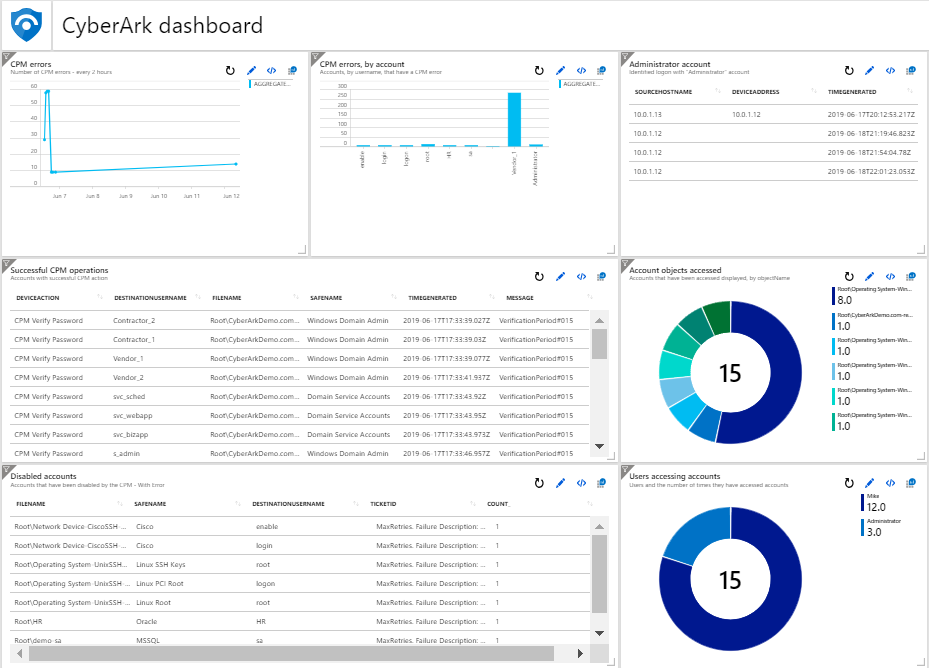 CyberArk dashboard
CPM errors
Number of CPM errors - every 2 hours
AGGREGATE...
60
50
40
30
20
10
0
Jun 7 Jun 8 Jun 9 Jun 10 Jun 11 Jun 12
CPM errors, by account
Accounts, by username, that have a CPM error
AGGREGATE...
300
250
200
150
100
50
0
enable login logon root HR sa Vendor_1 Administrator
Administrator account
Identified logon with "Administrator" account
SOURCEHOSTNAME DEVICEADDRESS TIMEGENERATED
10.0.1.13 10.0.1.12 2019-06-17T20:12:53.217Z
10.0.1.12 2019-06-18T21:19:46.823Z
10.0.1.12 2019-06-18T21:54:04.78Z
10.0.1.12 2019-06-18T22:01:23.053Z
Successful CPM operations
Accounts with successful CPM action
DEVICEACTION DESTINATIONUSERNAME FILENAME SAFENAME TIMEGENERATED MESSAGE
CPM Verify Password Contractor_2 Root\CyberArkDemo.com... Windows Domain Admin 2019-06-17T17:33:39.027Z VerificationPeriod#015
CPM Verify Password Contractor_1 Root\CyberArkDemo.com... Windows Domain Admin 2019-06-17T17:33:39.03Z VerificationPeriod#015
CPM Verify Password Vendor_1 Root\CyberArkDemo.com... Windows Domain Admin 2019-06-17T17:33:39.077Z VerificationPeriod#015
CPM Verify Password Vendor_2 Root\CyberArkDemo.com... Windows Domain Admin 2019-06-17T17:33:41.937Z VerificationPeriod#015
CPM Verify Password svc_sched Root\CyberArkDemo.com... Domain Service Accounts 2019-06-17T17:33:43.92Z VerificationPeriod#015
CPM Verify Password svc_webapp Root\CyberArkDemo.com... Domain Service Accounts 2019-06-17T17:33:43.95Z VerificationPeriod#015
CPM Verify Password svc_bizapp Root\CyberArkDemo.com... Domain Service Accounts 2019-06-17T17:33:43.973Z VerificationPeriod#015
CPM Verify Password s_admin Root\CyberArkDemo.com... Windows Domain Admin 2019-06-17T17:33:46.957Z VerificationPeriod#015
Account objects accessed
Accounts that have been accessed displayed, by objectName
15
Root\Operating System-Win...
8.0
Root\CyberArkDemo.com-re...
1.0
Root\Operating System-Win...
1.0
Root\Operating System-Win...
1.0
Root\Operating System-Win...
1.0
Root\Operating System-Win...
1.0
Disabled accounts
Accounts that have been disabled by the CPM - With Error
FILENAME SAFENAME DESTINATIONUSERNAME TICKETID COUNT_
Root\Network Device-CiscoSSH-... Cisco enable MaxRetries. Failure Description: ... 1
Root\Network Device-CiscoSSH-... Cisco login MaxRetries. Failure Description: ... 1
Root\Operating System-UnixSSH-... Linux SSH Keys root MaxRetries. Failure Description: ... 1
Root\Operating System-UnixSSH-... Linux PCI Root logon MaxRetries. Failure Description: ... 1
Root\Operating System-UnixSSH-... Linux Root root MaxRetries. Failure Description: ... 1
Root\HR Oracle HR MaxRetries. Failure Description: ... 1
Root\demo-sa MSSQL sa MaxRetries. Failure Description: ... 1
Users accessing accounts
Users and the number of times they have accessed accounts
15
Mike
12.0
Administrator
3.0